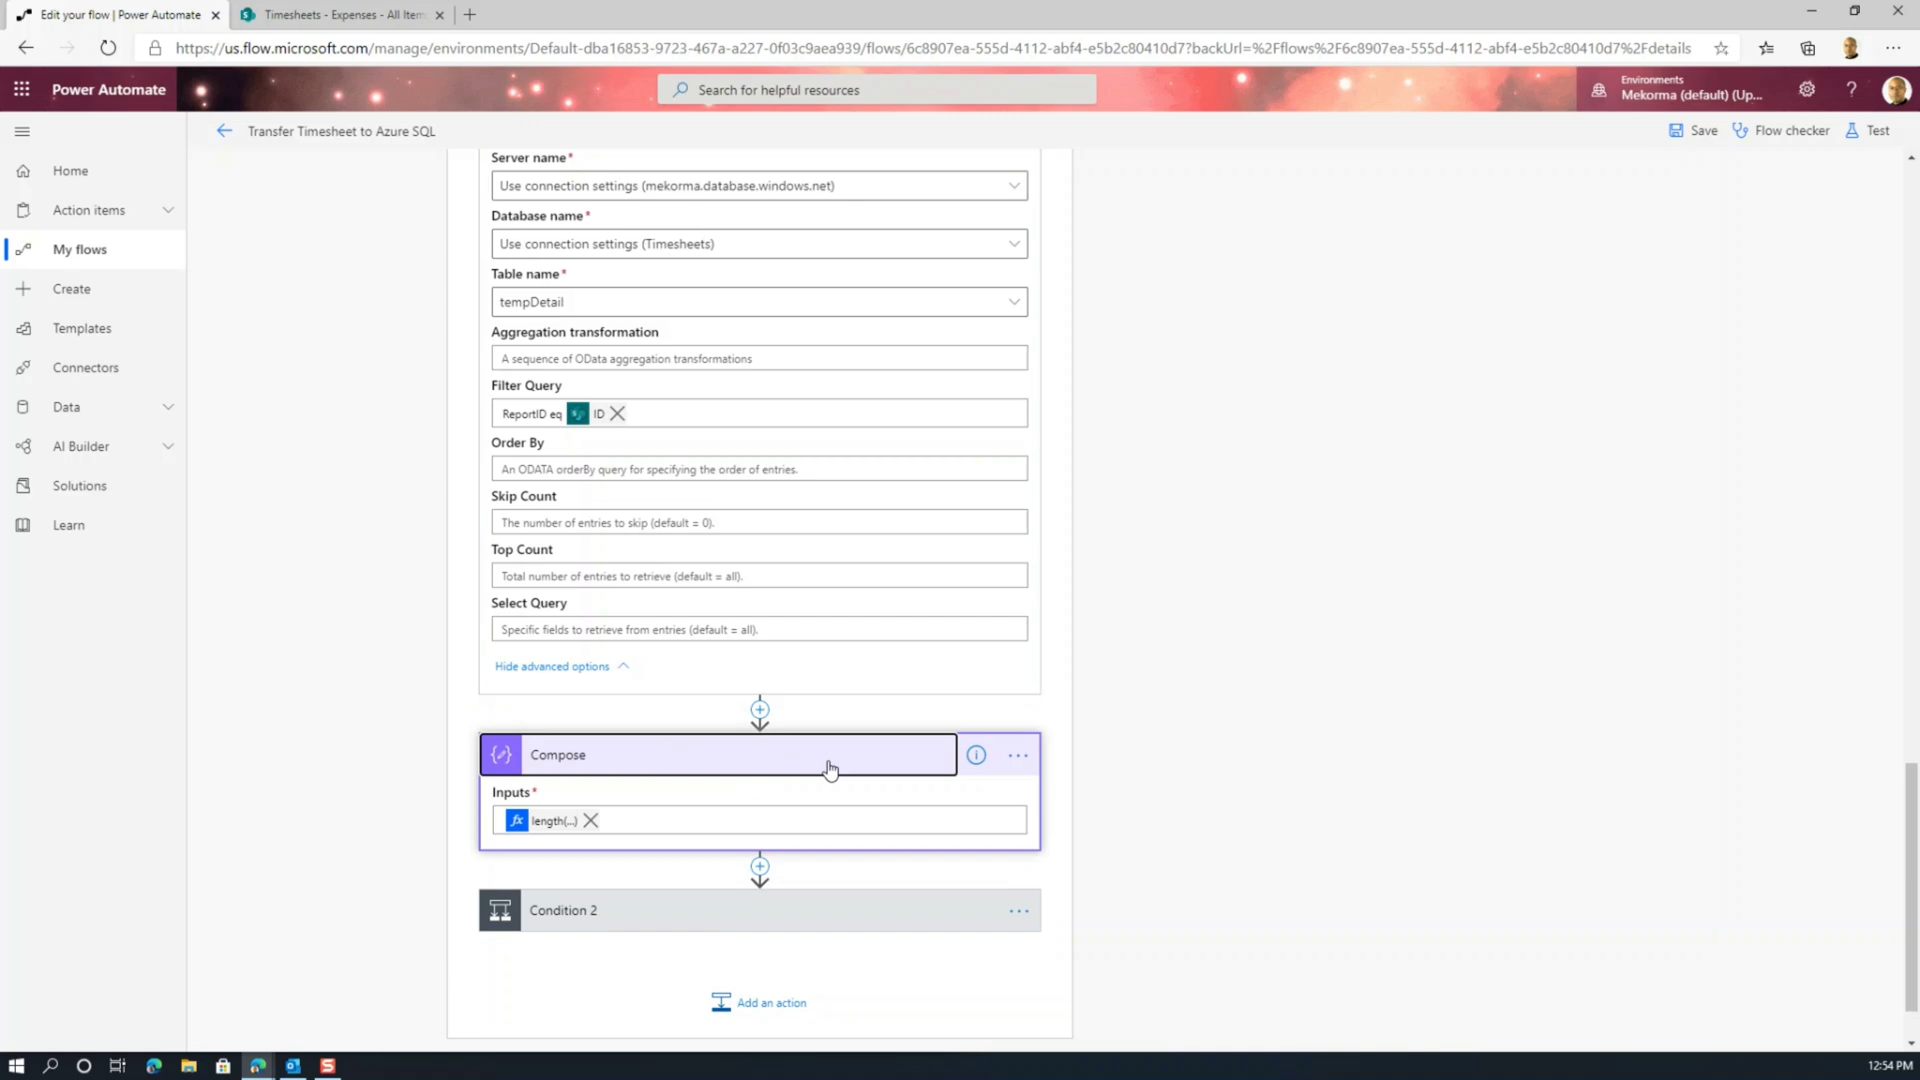 Edit your flow | Power Automate
Timesheets - Expenses - All Item
https://us.flow.microsoft.com/manage/environments/Default-dba16853-9723-467a-a227-0f03c9aea939/flows/6c8907ea-555d-4112-abf4-e5b2c80410d7?backUrl=%2Fflows%2F6c8907ea-555d-4112-abf4-e5b2c80410d7%2Fdetails
Power Automate
Search for helpful resources
Environments
Mekorma (default) (Up...
Transfer Timesheet to Azure SQL
Save
Flow checker
Test
Home
Action items
My flows
Create
Templates
Connectors
Data
AI Builder
Solutions
Learn
Server name*
Use connection settings (mekorma.database.windows.net)
Database name*
Use connection settings (Timesheets)
Table name*
tempDetail
Aggregation transformation
A sequence of OData aggregation transformations
Filter Query
ReportID eq ID
Order By
An ODATA orderBy query for specifying the order of entries.
Skip Count
The number of entries to skip (default = 0).
Top Count
Total number of entries to retrieve (default = all).
Select Query
Specific fields to retrieve from entries (default = all).
Hide advanced options
Compose
Inputs*
fx length(...)
Condition 2
Add an action
12:54 PM